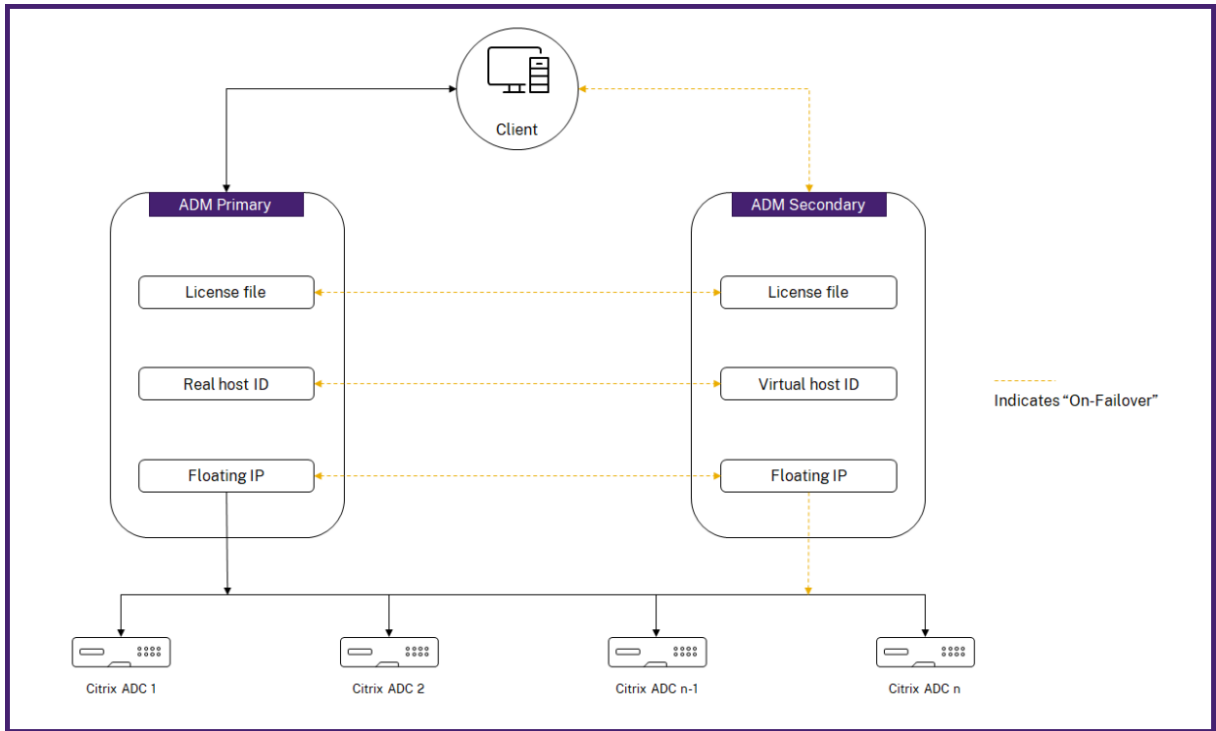 Client
ADM Primary
ADM Secondary
License file
License file
Real host ID
Virtual host ID
Indicates “On-Failover”
Floating IP
Floating IP
Citrix ADC 1
Citrix ADC 2
Citrix ADC n-1
Citrix ADC n